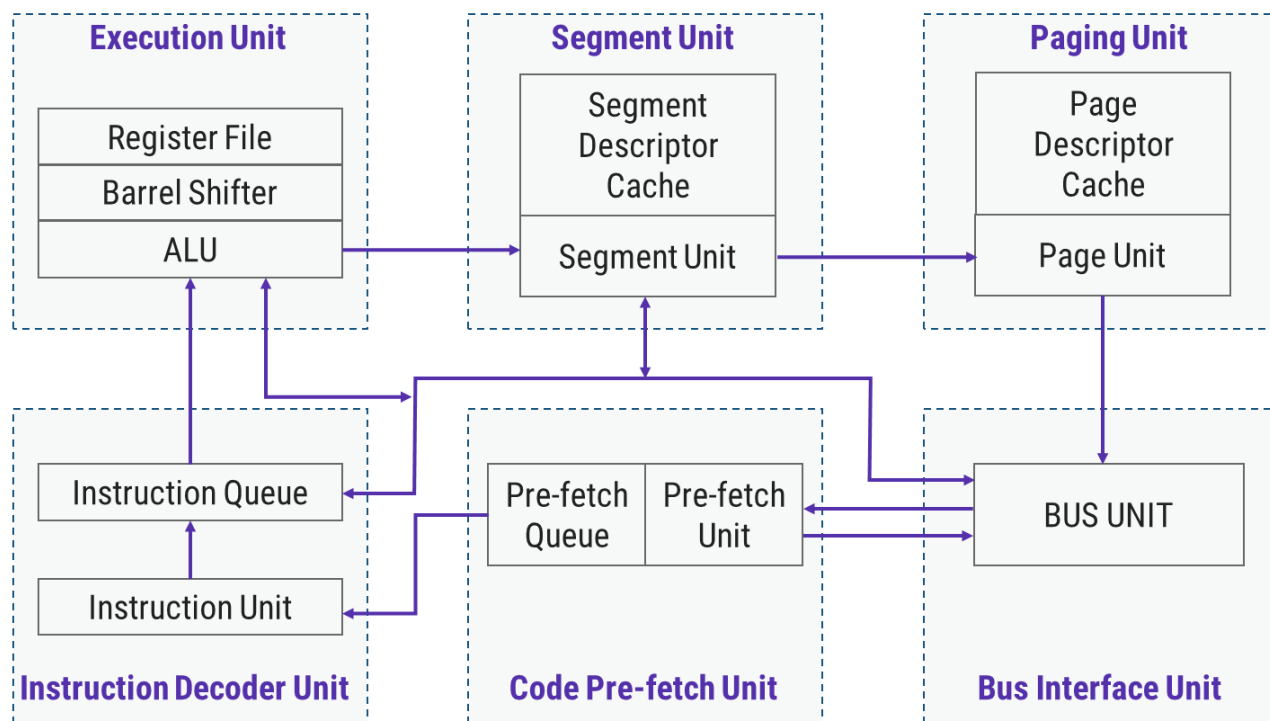 Execution Unit
Register File
Barrel Shifter
ALU
Segment Unit
Segment
Descriptor
Cache
Segment Unit
Paging Unit
Page
Descriptor
Cache
Page Unit
Instruction Queue
Instruction Unit
Instruction Decoder Unit
Pre-fetch
Queue
Pre-fetch
Unit
Code Pre-fetch Unit
BUS UNIT
Bus Interface Unit